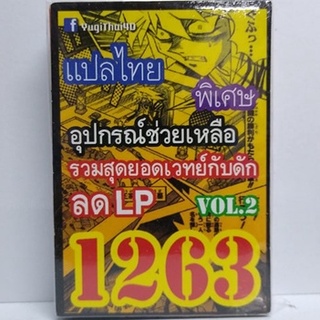 f YugiThai4U
แปลไทย
พิเศษ
อุปกรณ์ช่วยเหลือ
รวมสุดยอดเวทย์กับดัก
ลด LP VOL.2
1263